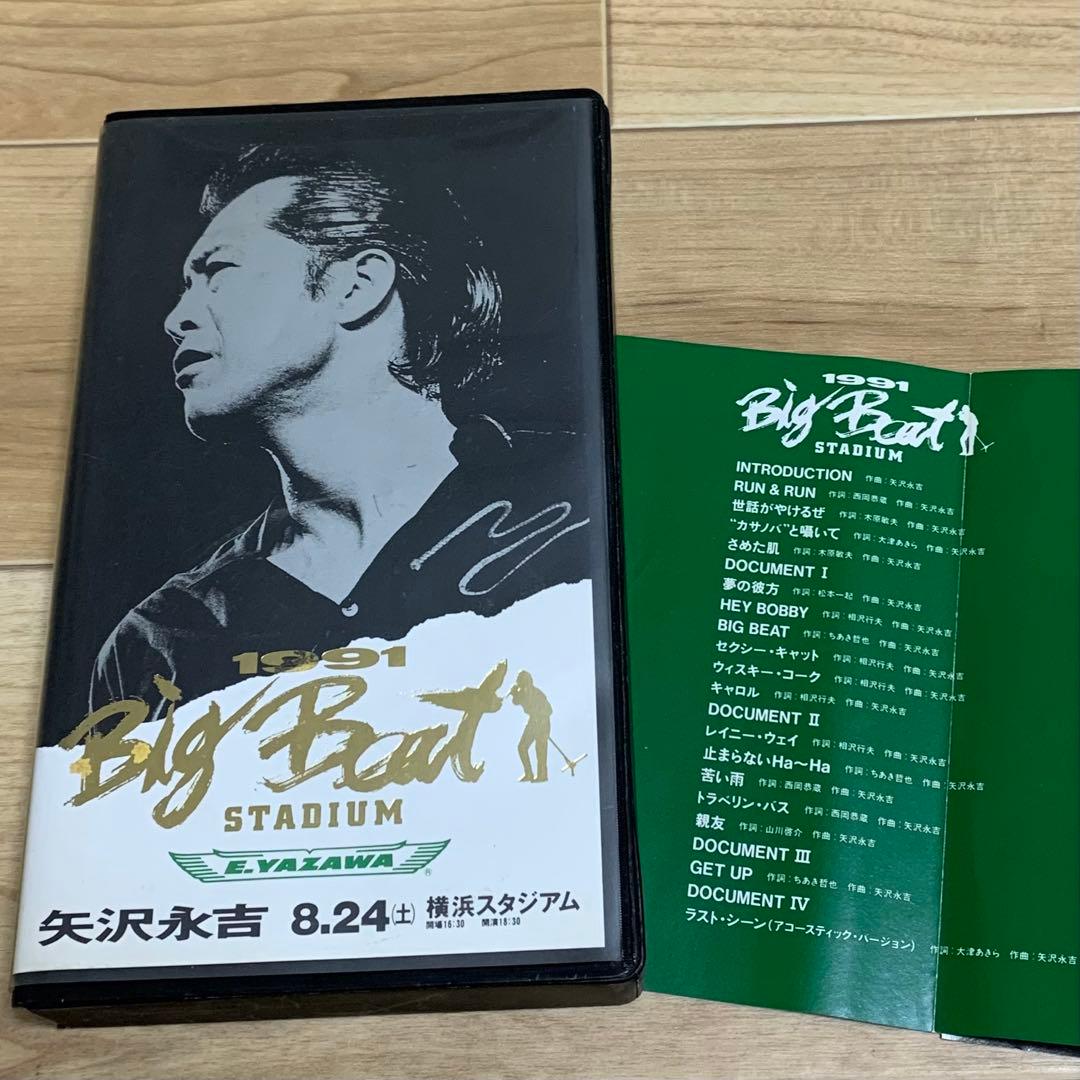 1991
Big Beat
STADIUM
E.YAZAWA®
矢沢永吉 8.24(土) 横浜スタジアム
開場16:30 開演18:30
1991
Big Beat
STADIUM
INTRODUCTION 作曲:矢沢永吉
RUN & RUN 作詞:西岡恭蔵 作曲:矢沢永吉
世話がやけるぜ 作詞:木原敏夫 作曲:矢沢永吉
“カサノバ”と囁いて 作詞:大津あきら 作曲:矢沢永吉
さめた肌 作詞:木原敏夫 作曲:矢沢永吉
DOCUMENT Ⅰ
夢の彼方 作詞:松本一起 作曲:矢沢永吉
HEY BOBBY 作詞:相沢行夫 作曲:矢沢永吉
BIG BEAT 作詞:ちあき哲也 作曲:矢沢永吉
セクシー・キャット 作詞:相沢行夫 作曲:矢沢永吉
ウィスキー・コーク 作詞:相沢行夫 作曲:矢沢永吉
キャロル 作詞:相沢行夫 作曲:矢沢永吉
DOCUMENT Ⅱ
レイニー・ウェイ 作詞:相沢行夫 作曲:矢沢永吉
止まらないHa〜Ha 作詞:ちあき哲也 作曲:矢沢永吉
苦い雨 作詞:西岡恭蔵 作曲:矢沢永吉
トラベリン・バス 作詞:西岡恭蔵 作曲:矢沢永吉
親友 作詞:山川啓介 作曲:矢沢永吉
DOCUMENT Ⅲ
GET UP 作詞:ちあき哲也 作曲:矢沢永吉
DOCUMENT Ⅳ
ラスト・シーン(アコースティック・バージョン) 作詞:大津あきら 作曲:矢沢永吉